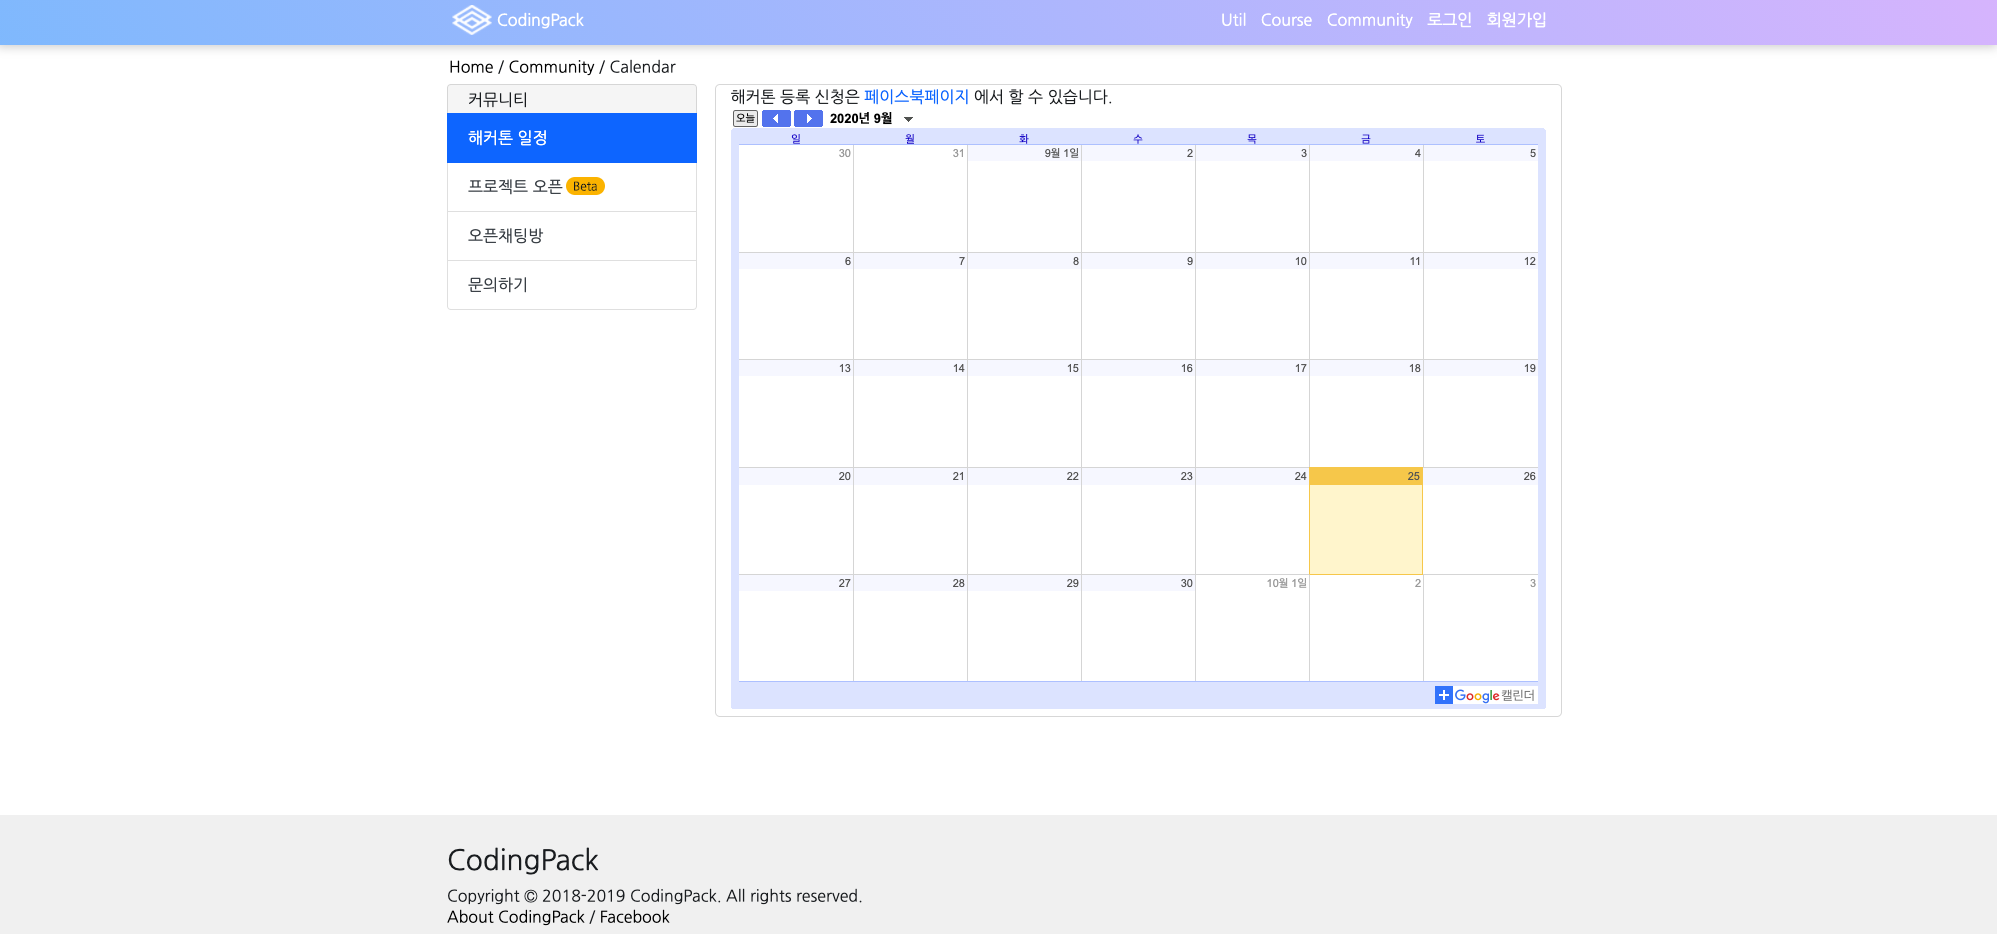 CodingPack
Util Course Community 로그인 회원가입
Home / Community / Calendar
커뮤니티
해커톤 일정
프로젝트 오픈 Beta
오픈채팅방
문의하기
해커톤 등록 신청은 페이스북페이지 에서 할 수 있습니다.
오늘 2020년 9월
일 월 화 수 목 금 토
30 31 9월 1일 2 3 4 5
6 7 8 9 10 11 12
13 14 15 16 17 18 19
20 21 22 23 24 25 26
27 28 29 30 10월 1일 2 3
Google 캘린더
CodingPack
Copyright © 2018-2019 CodingPack. All rights reserved.
About CodingPack / Facebook